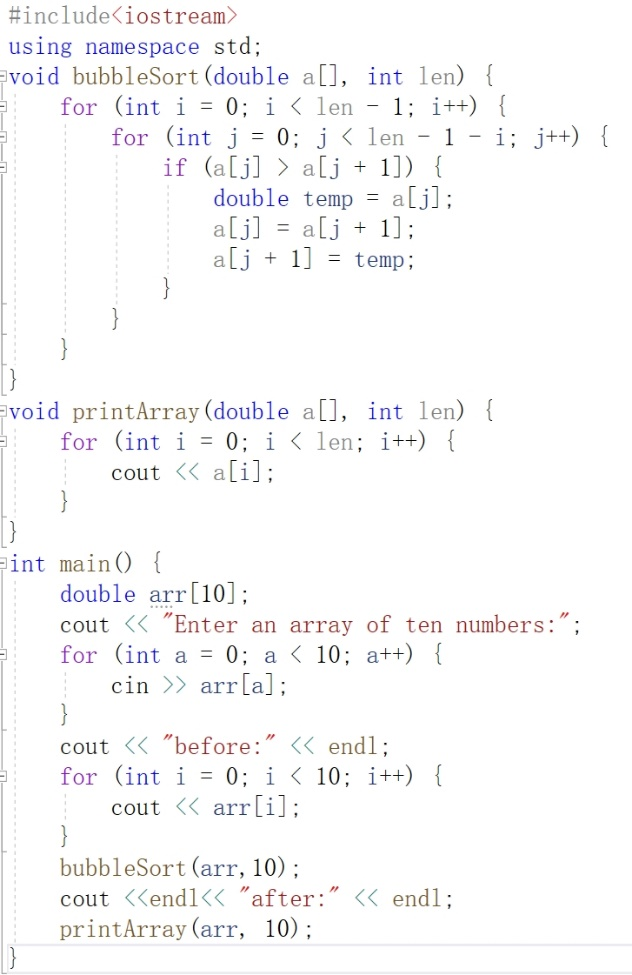 #include<iostream>
using namespace std;
void bubbleSort(double a[], int len) {
    for (int i = 0; i < len - 1; i++) {
        for (int j = 0; j < len - 1 - i; j++) {
            if (a[j] > a[j + 1]) {
                double temp = a[j];
                a[j] = a[j + 1];
                a[j + 1] = temp;
            }
        }
    }
}
void printArray(double a[], int len) {
    for (int i = 0; i < len; i++) {
        cout << a[i];
    }
}
int main() {
    double arr[10];
    cout << "Enter an array of ten numbers:";
    for (int a = 0; a < 10; a++) {
        cin >> arr[a];
    }
    cout << "before:" << endl;
    for (int i = 0; i < 10; i++) {
        cout << arr[i];
    }
    bubbleSort(arr,10);
    cout <<endl<< "after:" << endl;
    printArray(arr, 10);
}